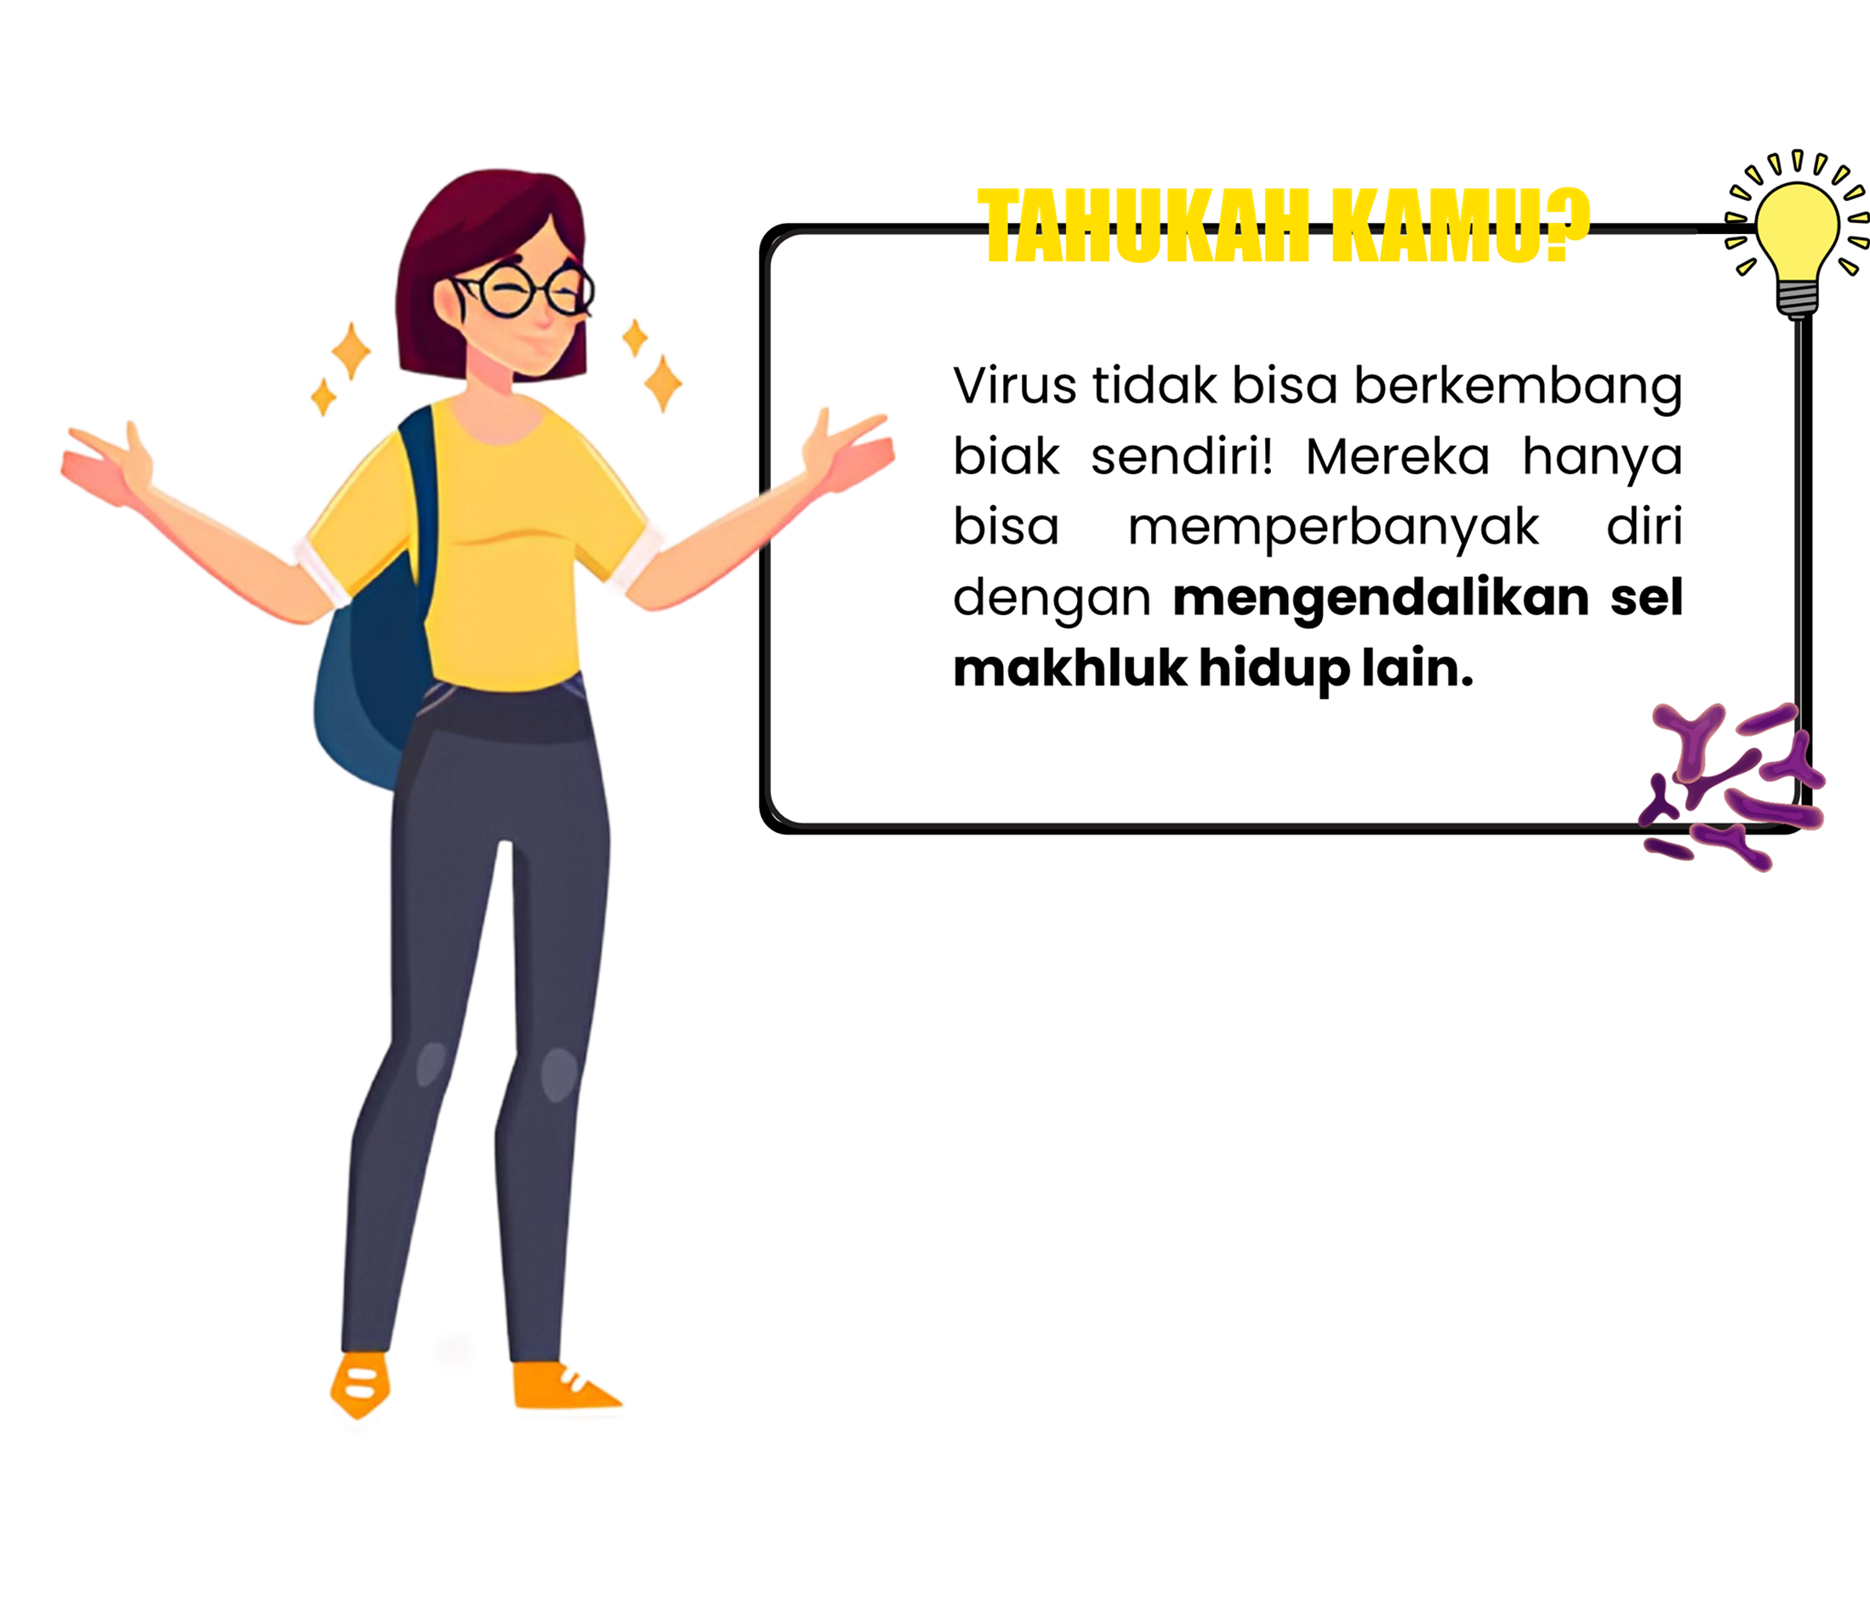 TAHUKAH KAMU?
Virus tidak bisa berkembang
biak sendiri! Mereka hanya
bisa memperbanyak diri
dengan mengendalikan sel
makhluk hidup lain.